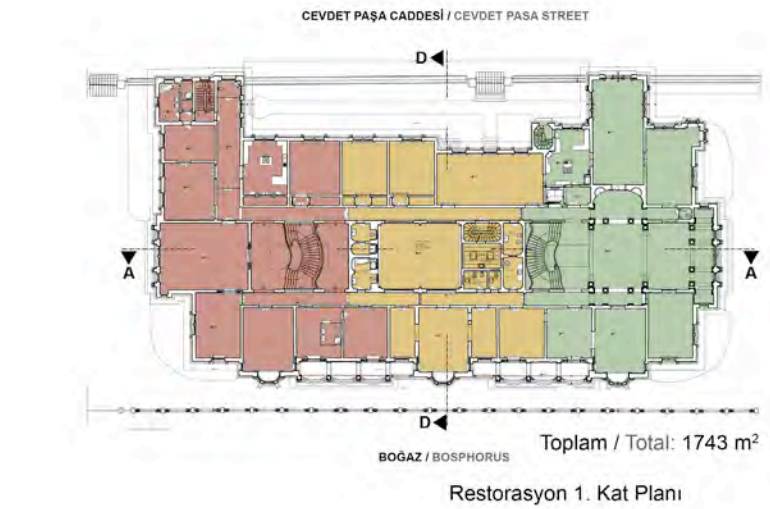 CEVDET PAŞA CADDESİ / CEVDET PASA STREET
D
A
A
D
Toplam / Total: 1743 m²
BOĞAZ / BOSPHORUS
Restorasyon 1. Kat Planı